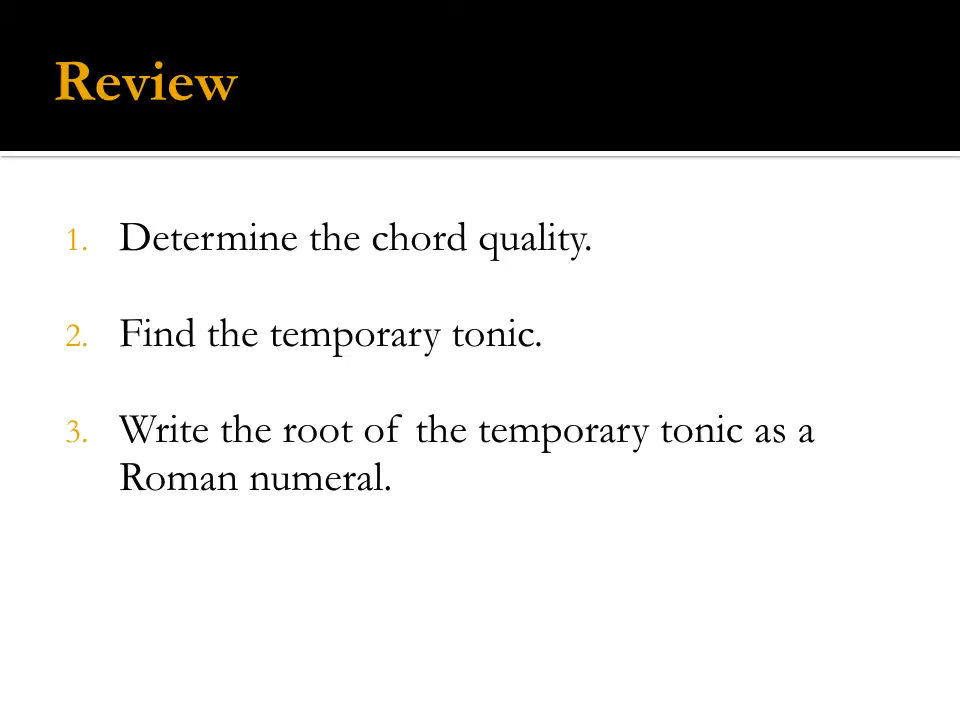 Review
1. Determine the chord quality.
2. Find the temporary tonic.
3. Write the root of the temporary tonic as a
Roman numeral.